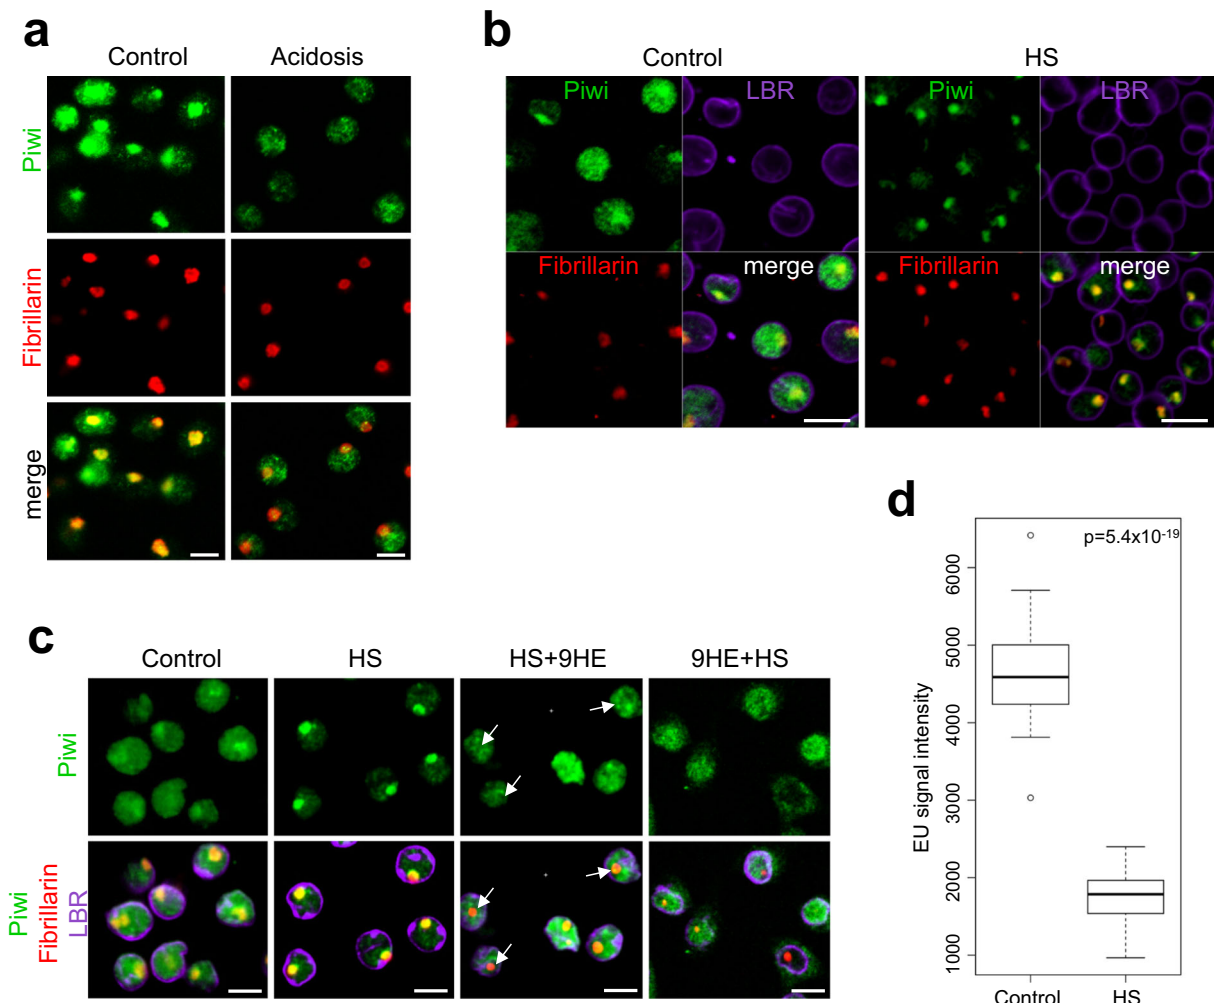 a
Control
Acidosis
Piwi
Fibrillarin
merge
b
Control
HS
Piwi
LBR
Piwi
LBR
Fibrillarin
merge
Fibrillarin
merge
c
Control
HS
HS+9HE
9HE+HS
Piwi
Piwi
Fibrillarin
LBR
d
p=5.4x10-19
EU signal intensity
6000
5000
4000
3000
2000
1000
Control
HS